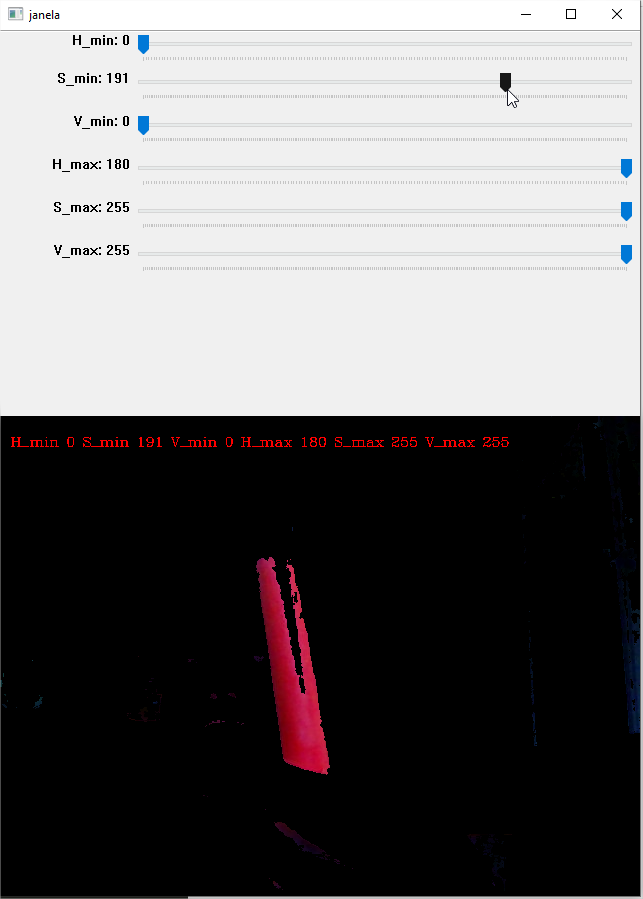 janela
H_min: 0
S_min: 191
V_min: 0
H_max: 180
S_max: 255
V_max: 255
H_min 0 S_min 191 V_min 0 H_max 180 S_max 255 V_max 255